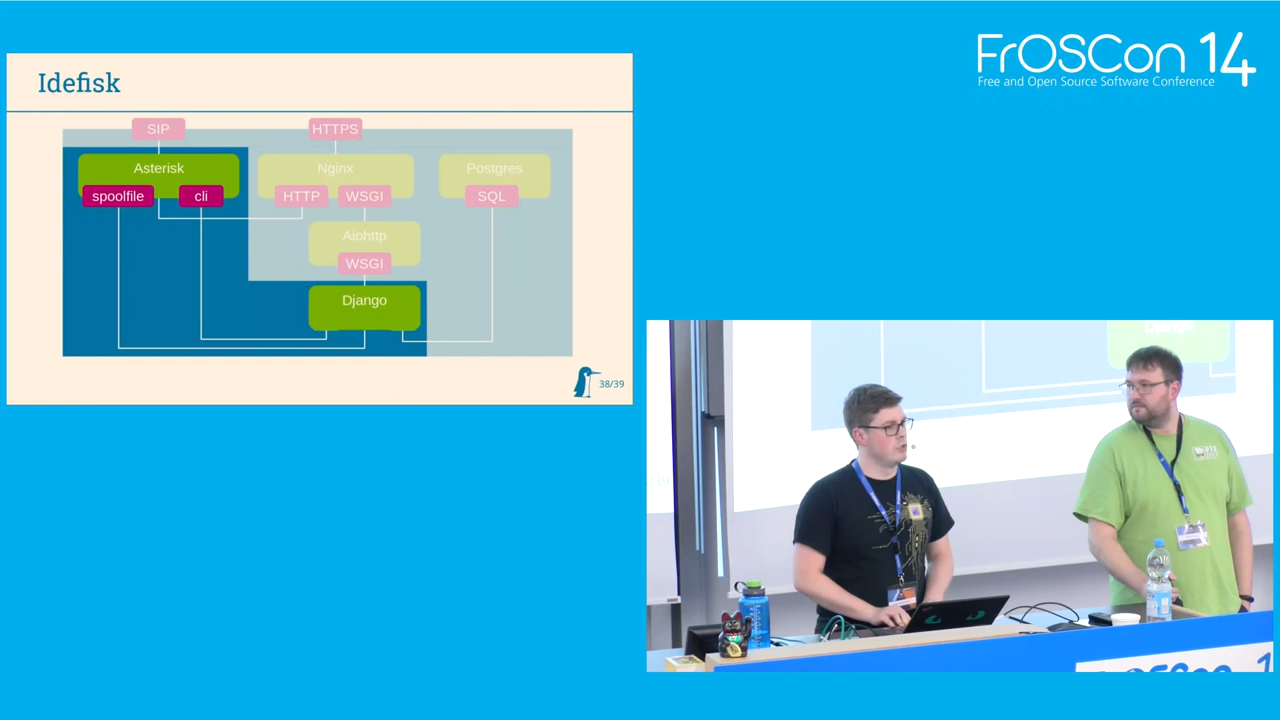 FrOSCon 14
Free and Open Source Software Conference
Idefisk
SIP
HTTPS
Asterisk
Nginx
Postgres
spoolfile
cli
HTTP
WSGI
SQL
Aiohttp
WSGI
Django
38/39
Django